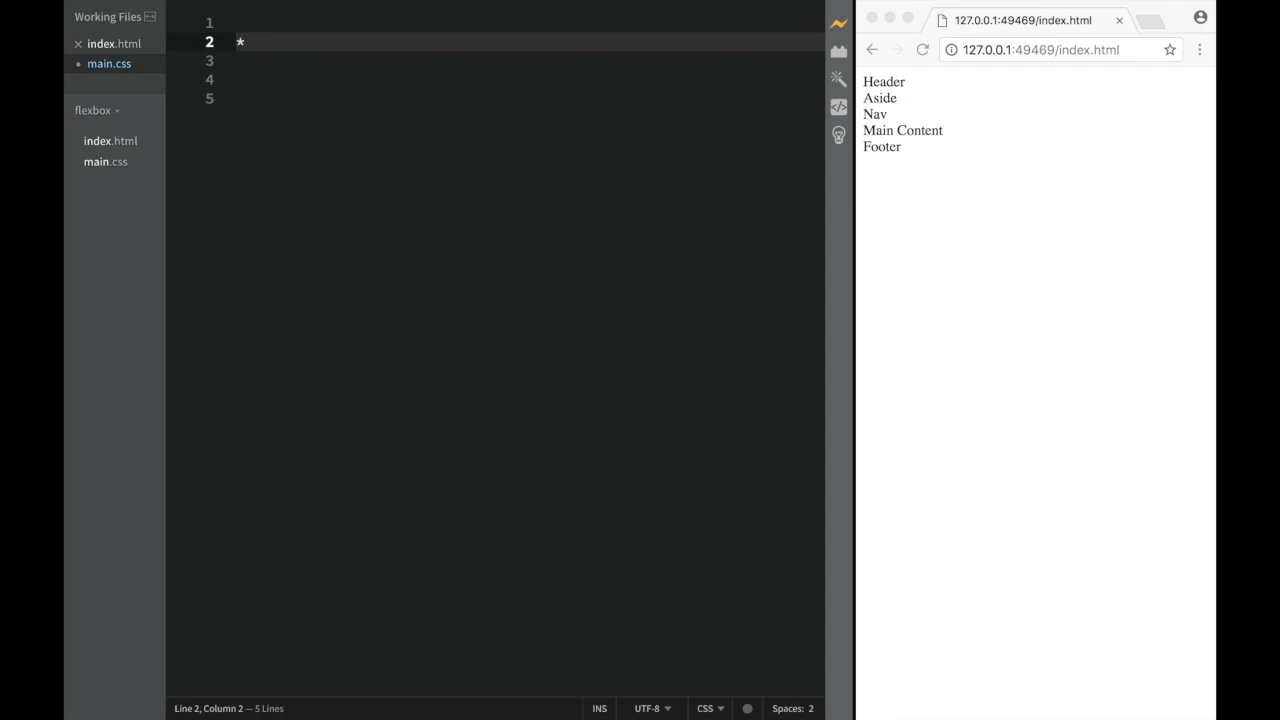 Working Files
index.html
main.css
flexbox
index.html
main.css
1
2 *
3
4
5
Line 2, Column 2 — 5 Lines
INS
UTF-8
CSS
Spaces: 2
127.0.0.1:49469/index.html
127.0.0.1:49469/index.html
Header
Aside
Nav
Main Content
Footer